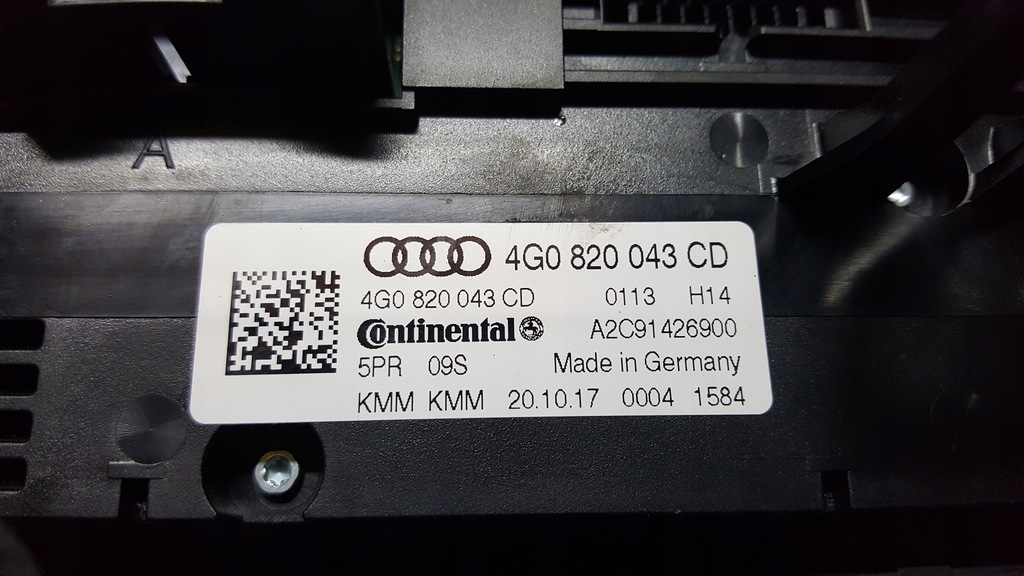 A
4G0 820 043 CD
4G0 820 043 CD 0113 H14
Continental A2C91426900
5PR 09S Made in Germany
KMM KMM 20.10.17 0004 1584